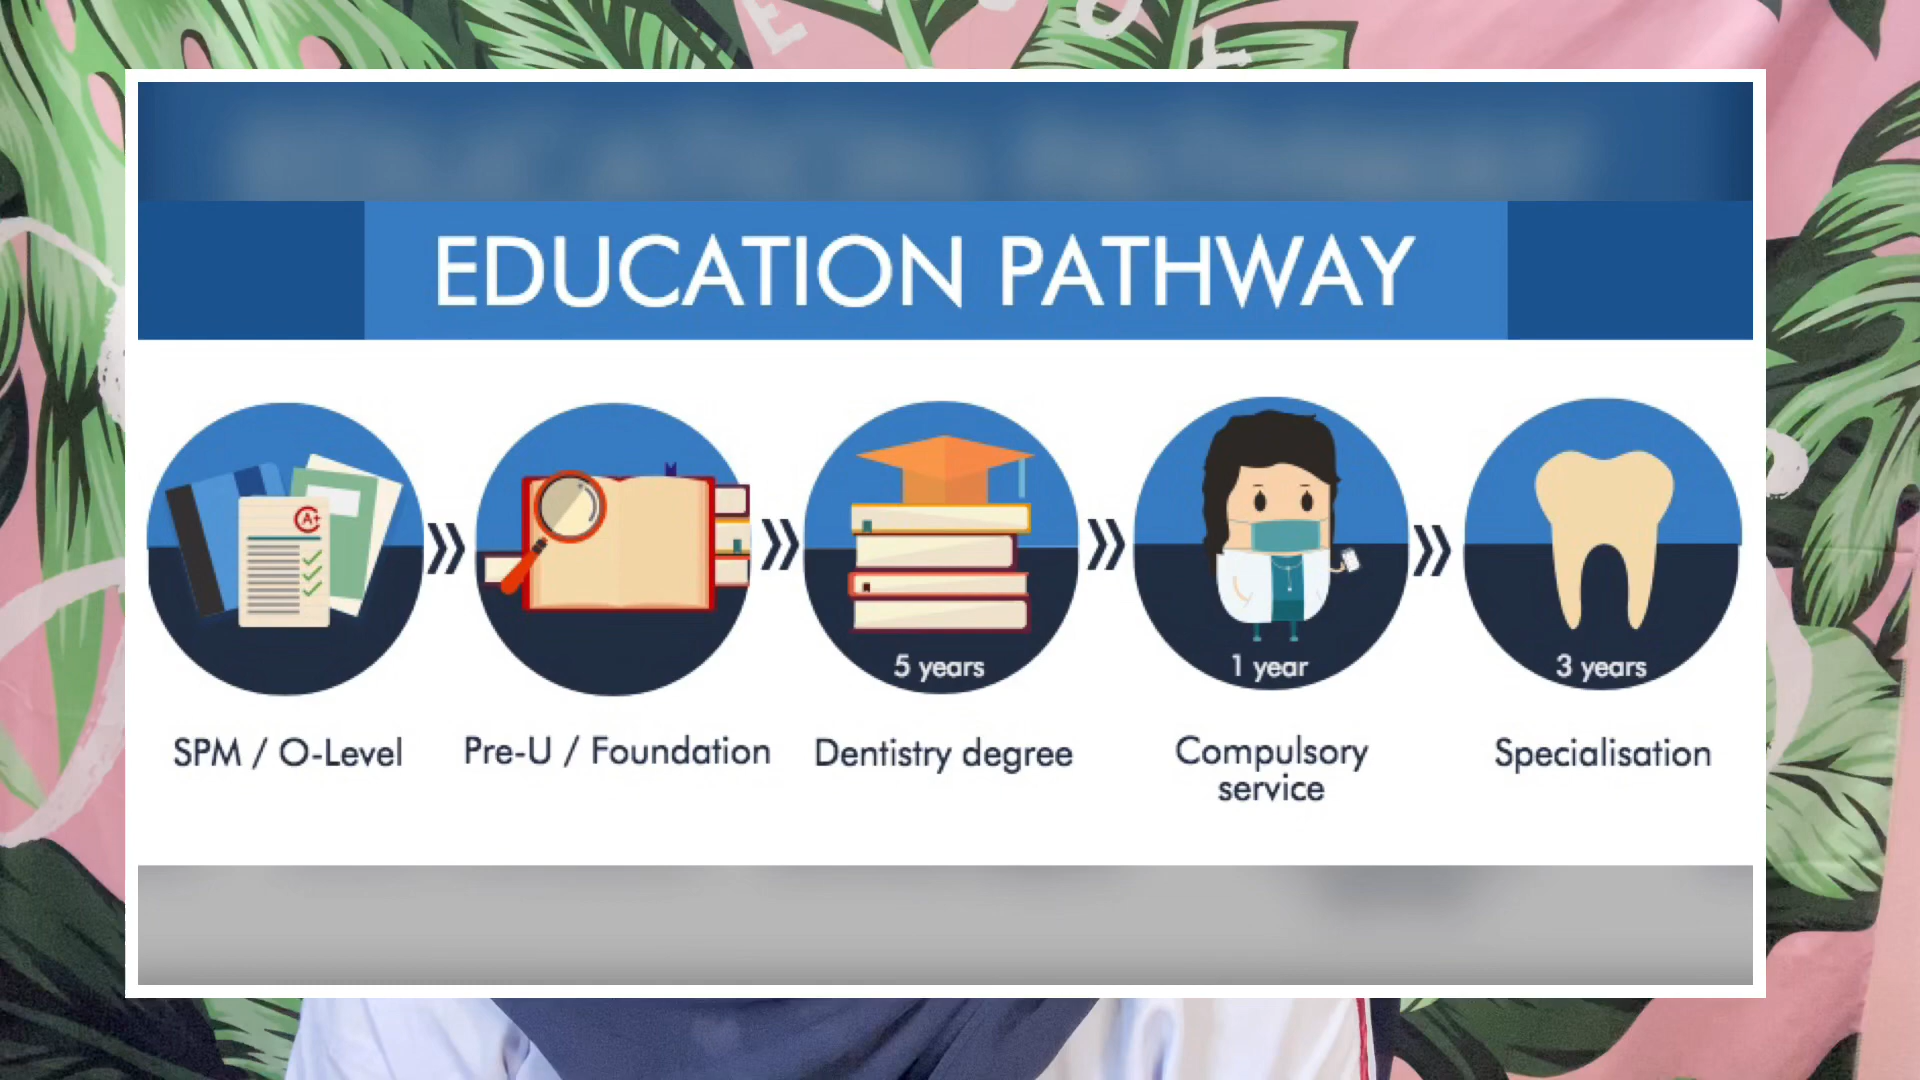 EDUCATION PATHWAY
A+
5 years
1 year
3 years
SPM / O-Level
Pre-U / Foundation
Dentistry degree
Compulsory
service
Specialisation